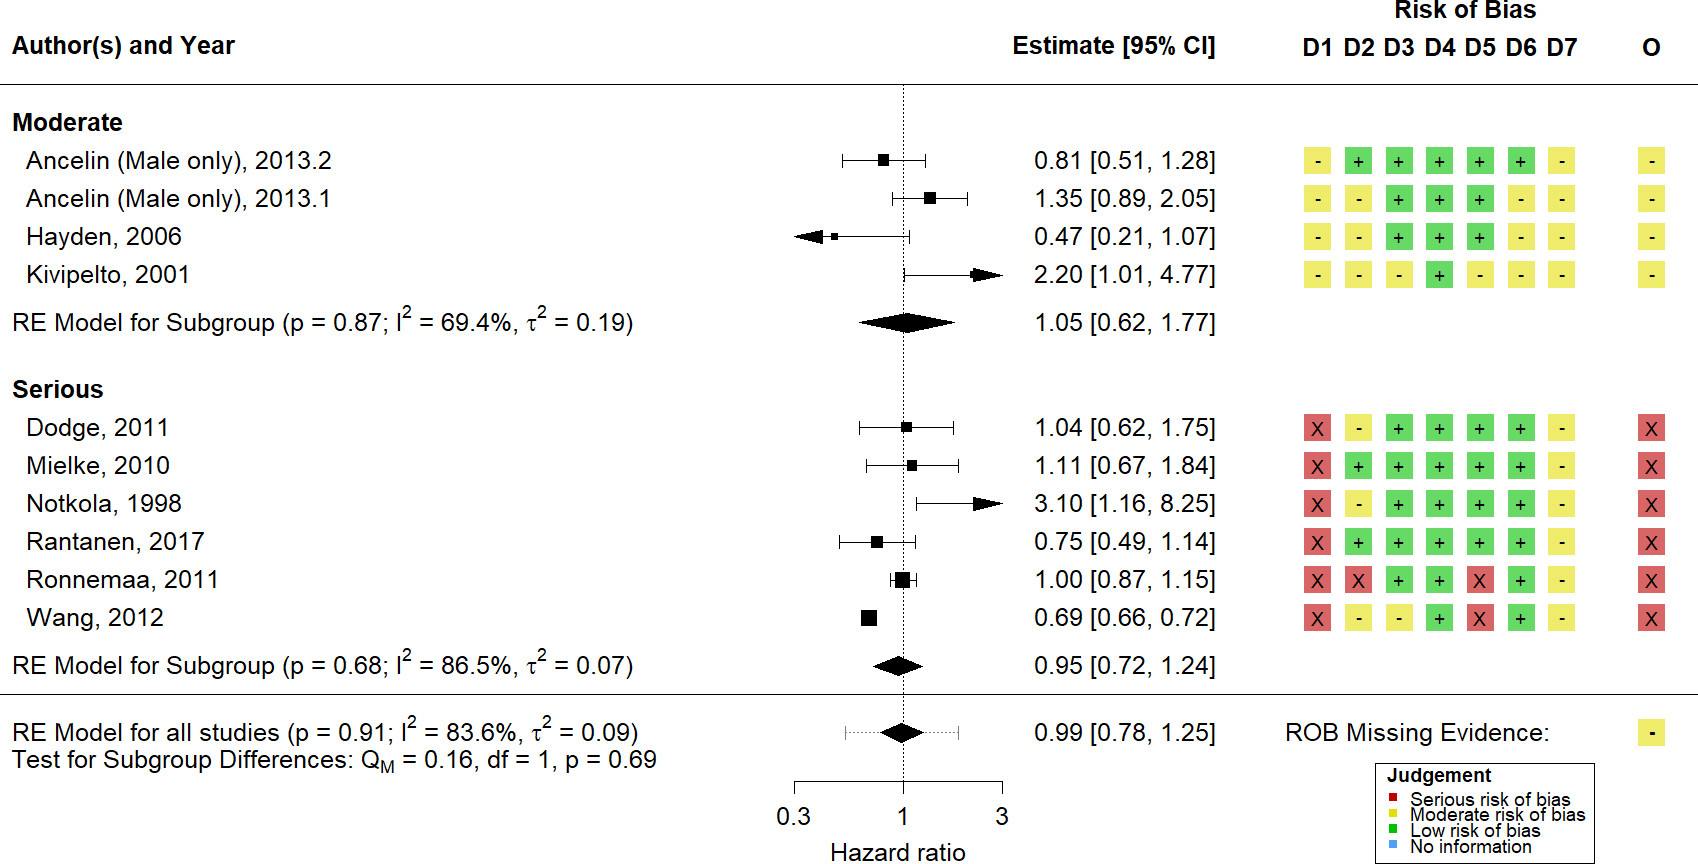 Risk of Bias
Author(s) and Year Estimate [95% CI] D1 D2 D3 D4 D5 D6 D7 O
Moderate
Ancelin (Male only), 2013.2 0.81 [0.51, 1.28] - + + + + + - -
Ancelin (Male only), 2013.1 1.35 [0.89, 2.05] - - + + + - - -
Hayden, 2006 0.47 [0.21, 1.07] - - + + + - - -
Kivipelto, 2001 2.20 [1.01, 4.77] - - - + - - - -
RE Model for Subgroup (p = 0.87; I² = 69.4%, τ² = 0.19) 1.05 [0.62, 1.77]
Serious
Dodge, 2011 1.04 [0.62, 1.75] X - + + + + - X
Mielke, 2010 1.11 [0.67, 1.84] X + + + + + - X
Notkola, 1998 3.10 [1.16, 8.25] X - + + + + - X
Rantanen, 2017 0.75 [0.49, 1.14] X + + + + + - X
Ronnemaa, 2011 1.00 [0.87, 1.15] X X + + X + - X
Wang, 2012 0.69 [0.66, 0.72] X - - + X + - X
RE Model for Subgroup (p = 0.68; I² = 86.5%, τ² = 0.07) 0.95 [0.72, 1.24]
RE Model for all studies (p = 0.91; I² = 83.6%, τ² = 0.09) 0.99 [0.78, 1.25] ROB Missing Evidence: -
Test for Subgroup Differences: Q_M = 0.16, df = 1, p = 0.69
Judgement
Serious risk of bias
Moderate risk of bias
Low risk of bias
No information
0.3 1 3
Hazard ratio